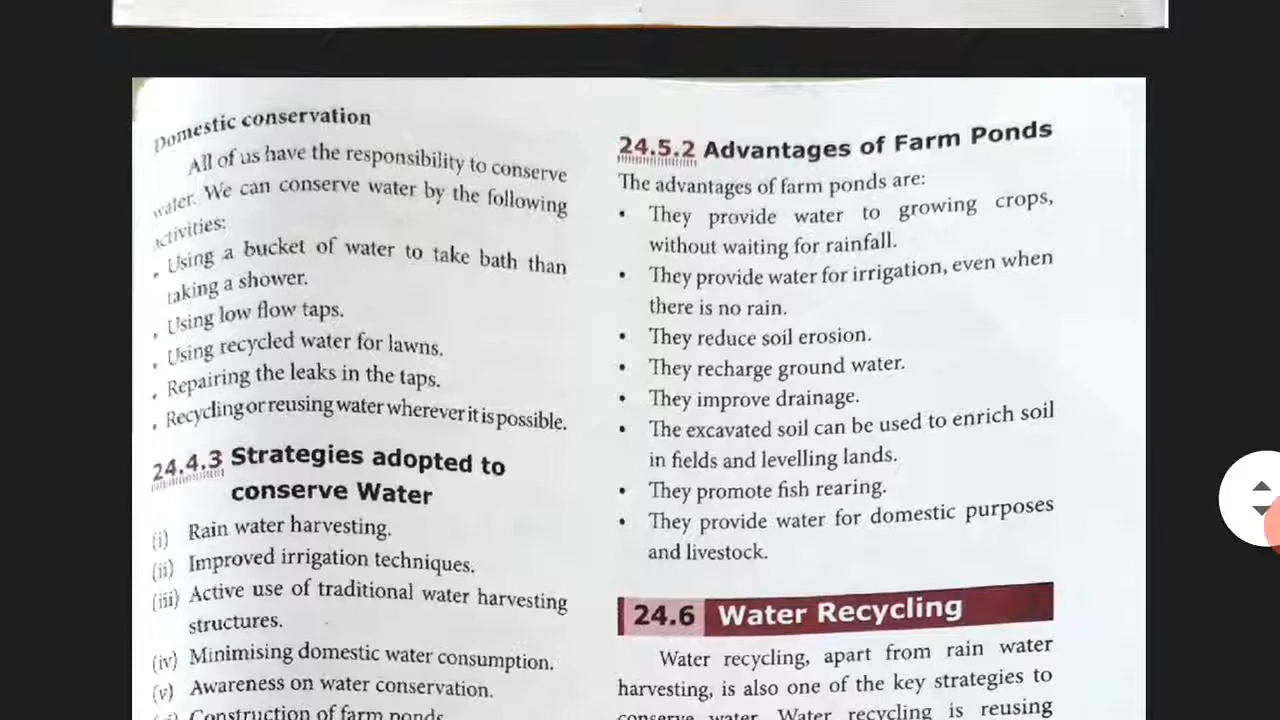 Domestic conservation
All of us have the responsibility to conserve
water. We can conserve water by the following
activities:
• Using a bucket of water to take bath than
taking a shower.
• Using low flow taps.
• Using recycled water for lawns.
• Repairing the leaks in the taps.
• Recycling or reusing water wherever it is possible.
24.4.3 Strategies adopted to
conserve Water
(i) Rain water harvesting.
(ii) Improved irrigation techniques.
(iii) Active use of traditional water harvesting
structures.
(iv) Minimising domestic water consumption.
(v) Awareness on water conservation.
(vi) Construction of farm ponds.
24.5.2 Advantages of Farm Ponds
The advantages of farm ponds are:
• They provide water to growing crops,
without waiting for rainfall.
• They provide water for irrigation, even when
there is no rain.
• They reduce soil erosion.
• They recharge ground water.
• They improve drainage.
• The excavated soil can be used to enrich soil
in fields and levelling lands.
• They promote fish rearing.
• They provide water for domestic purposes
and livestock.
24.6 Water Recycling
Water recycling, apart from rain water
harvesting, is also one of the key strategies to
conserve water. Water recycling is reusing